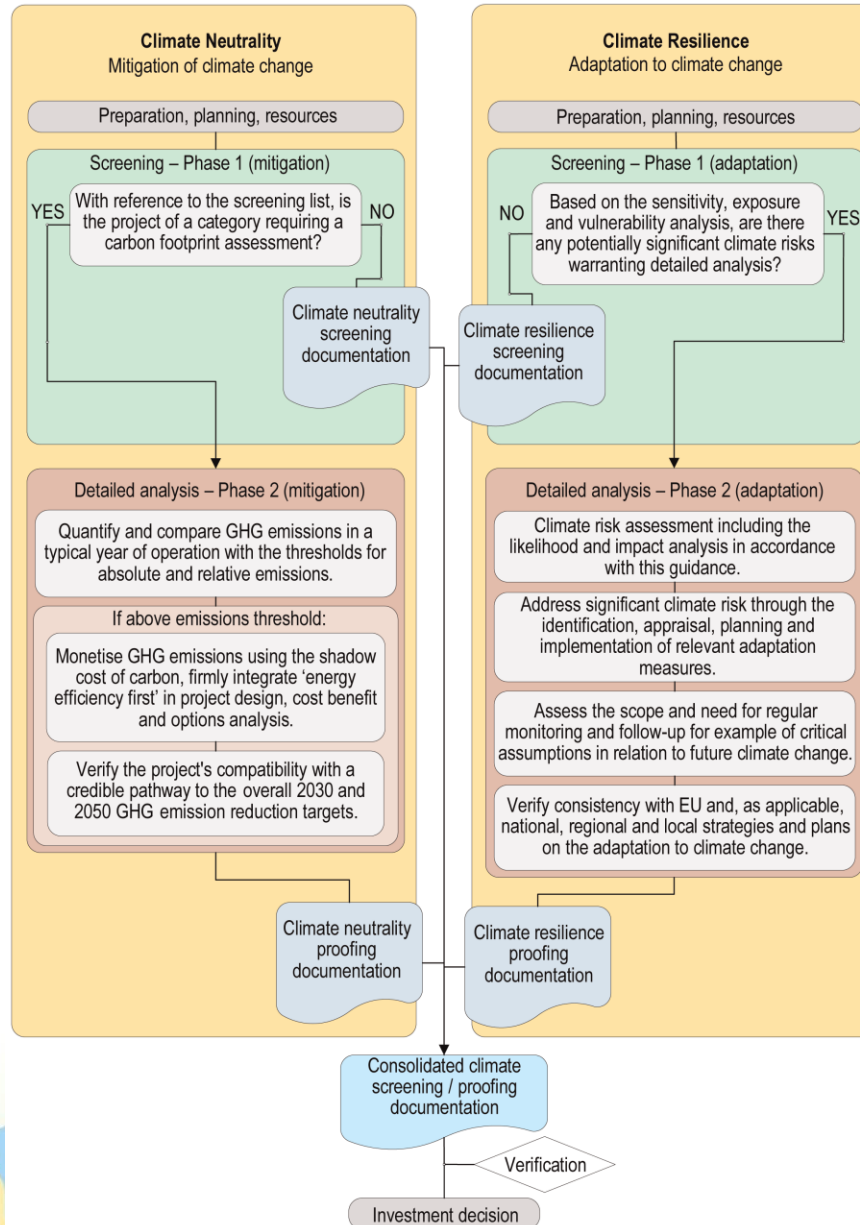 Climate Neutrality
Mitigation of climate change
Preparation, planning, resources
Screening – Phase 1 (mitigation)
YES
With reference to the screening list, is
the project of a category requiring a
carbon footprint assessment?
NO
Climate neutrality
screening
documentation
Detailed analysis – Phase 2 (mitigation)
Quantify and compare GHG emissions in a
typical year of operation with the thresholds for
absolute and relative emissions.
If above emissions threshold:
Monetise GHG emissions using the shadow
cost of carbon, firmly integrate ‘energy
efficiency first’ in project design, cost benefit
and options analysis.
Verify the project's compatibility with a
credible pathway to the overall 2030 and
2050 GHG emission reduction targets.
Climate neutrality
proofing
documentation
Climate Resilience
Adaptation to climate change
Preparation, planning, resources
Screening – Phase 1 (adaptation)
NO
Based on the sensitivity, exposure
and vulnerability analysis, are there
any potentially significant climate risks
warranting detailed analysis?
YES
Climate resilience
screening
documentation
Detailed analysis – Phase 2 (adaptation)
Climate risk assessment including the
likelihood and impact analysis in accordance
with this guidance.
Address significant climate risk through the
identification, appraisal, planning and
implementation of relevant adaptation
measures.
Assess the scope and need for regular
monitoring and follow-up for example of critical
assumptions in relation to future climate change.
Verify consistency with EU and, as applicable,
national, regional and local strategies and plans
on the adaptation to climate change.
Climate resilience
proofing
documentation
Consolidated climate
screening / proofing
documentation
Verification
Investment decision